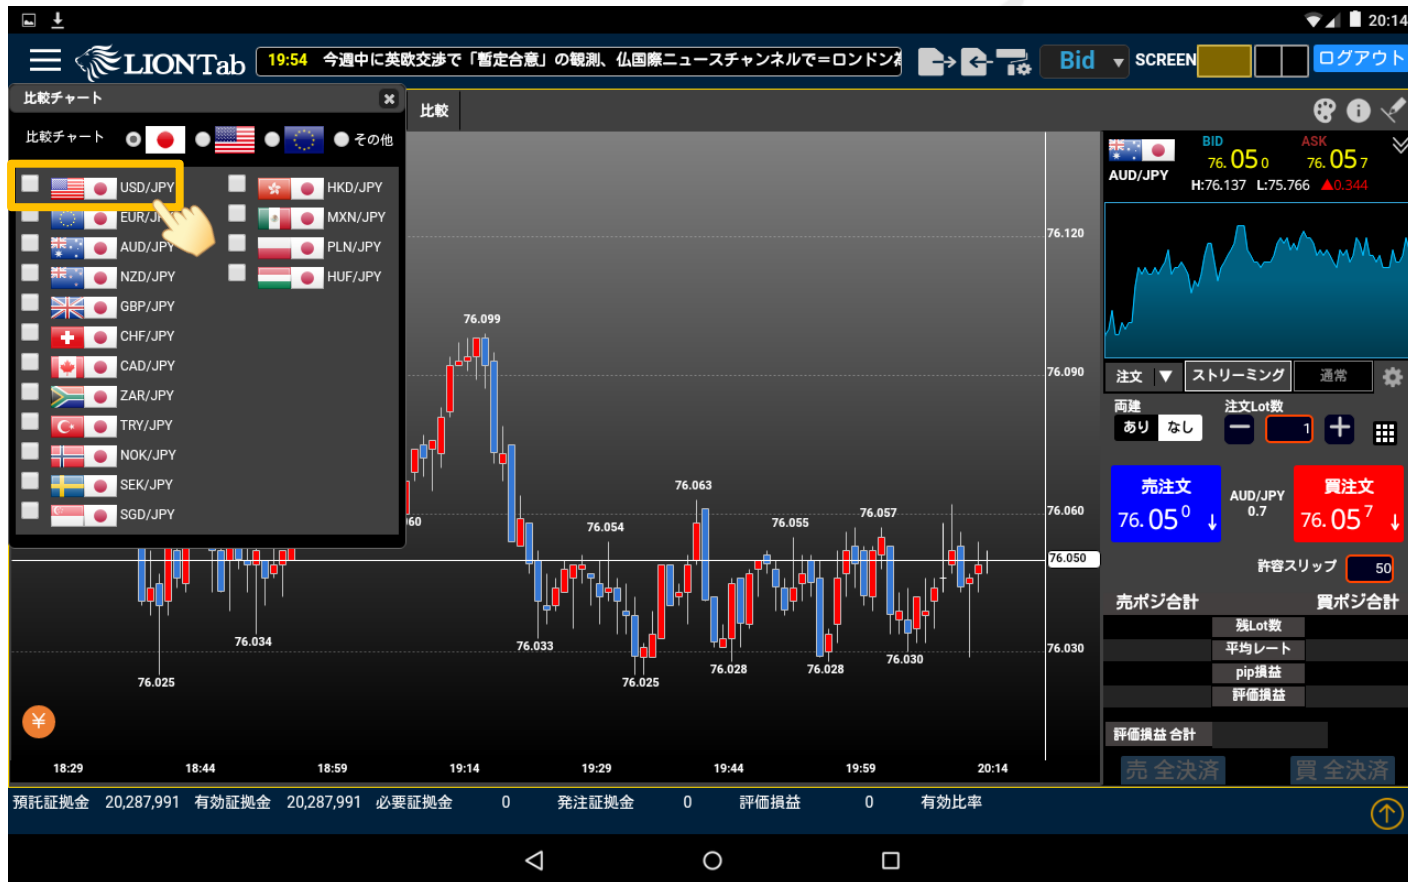 20:14
LIONTab
19:54 今週中に英欧交渉で「暫定合意」の観測、仏国際ニュースチャンネルで＝ロンドン
Bid ▼
SCREEN
ログアウト
比較チャート
比較
比較チャート
その他
USD/JPY
HKD/JPY
EUR/
MXN/JPY
AUD/JPY
PLN/JPY
NZD/JPY
HUF/JPY
GBP/JPY
CHF/JPY
CAD/JPY
ZAR/JPY
TRY/JPY
NOK/JPY
SEK/JPY
SGD/JPY
76.120
76.099
76.090
76.063
60
76.054
76.055
76.057
76.060
76.050
76.034
76.033
76.030
76.030
76.028
76.028
76.025
76.025
¥
18:29 18:44 18:59 19:14 19:29 19:44 19:59 20:14
AUD/JPY
BID
76.050
ASK
76.057
H:76.137 L:75.766 ▲0.344
注文 ▼ ストリーミング 通常
両建
あり なし
注文Lot数
1
売注文
76.050 ↓
AUD/JPY
0.7
買注文
76.057 ↓
許容スリップ 50
売ポジ合計 買ポジ合計
残Lot数
平均レート
pip損益
評価損益
評価損益 合計
売 全決済 買 全決済
預託証拠金 20,287,991 有効証拠金 20,287,991 必要証拠金 0 発注証拠金 0 評価損益 0 有効比率